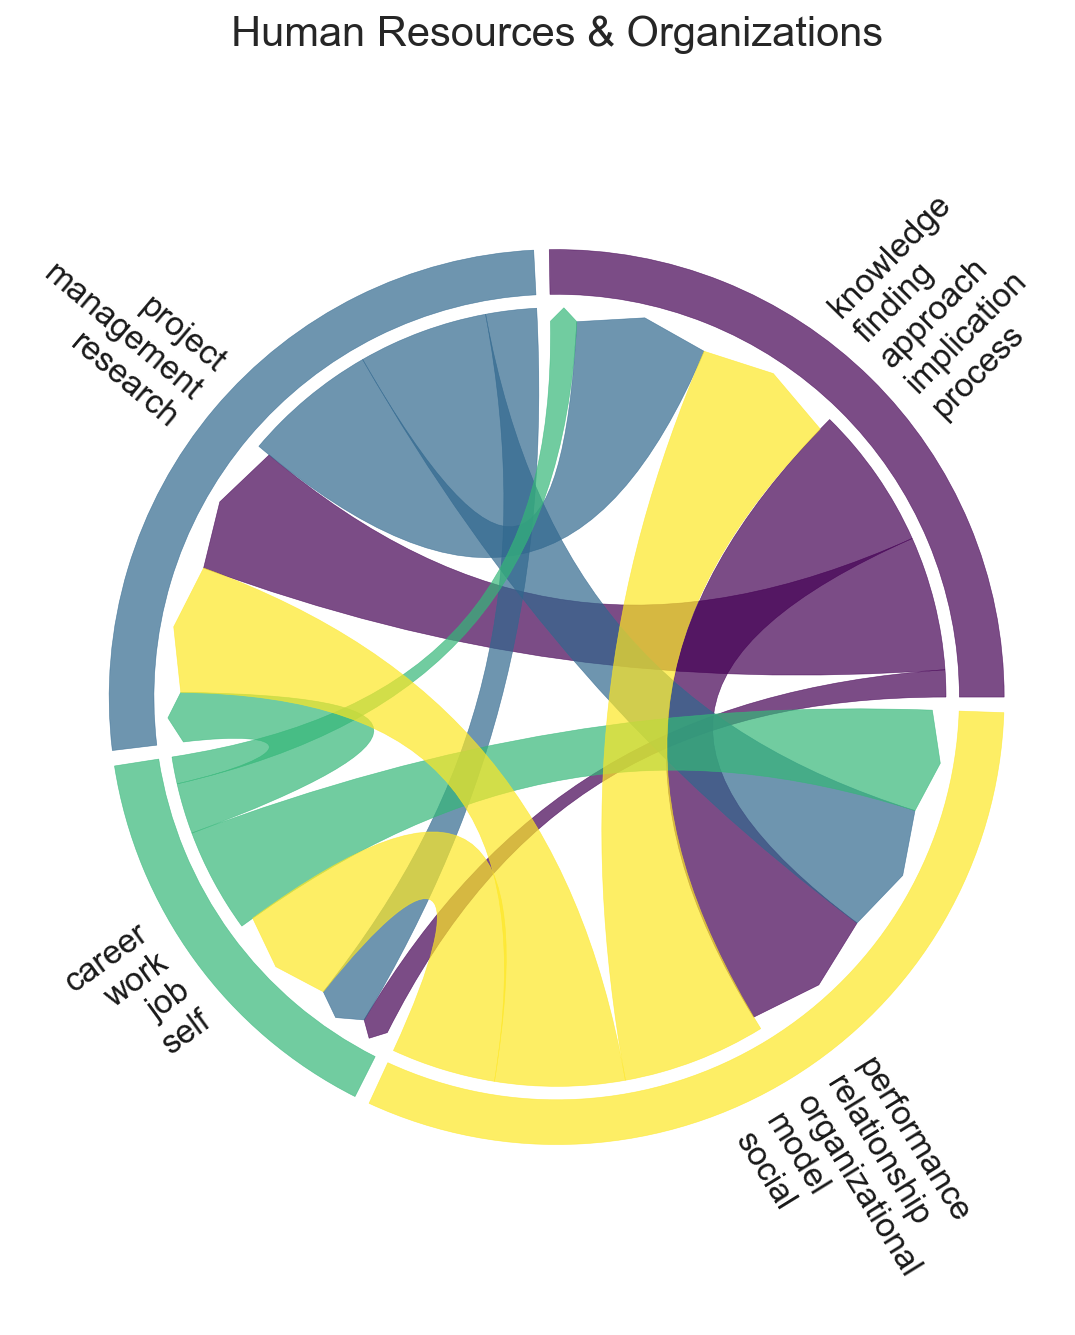 Human Resources & Organizations
knowledge
finding
approach
implication
process
project
management
research
career
work
job
self
performance
relationship
organizational
model
social